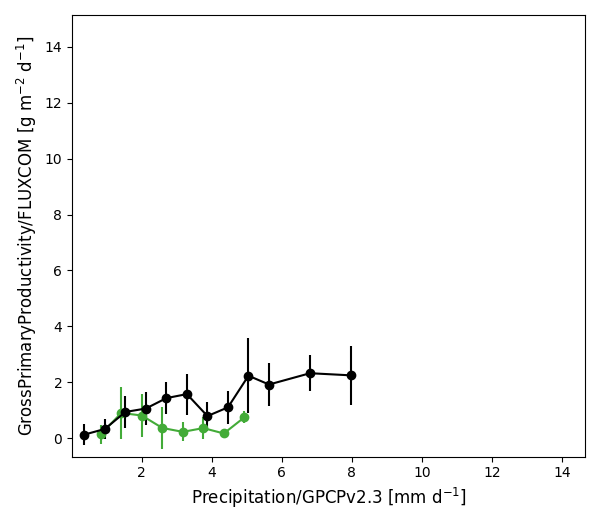 GrossPrimaryProductivity/FLUXCOM [g m⁻² d⁻¹]
14
12
10
8
6
4
2
0
2 4 6 8 10 12 14
Precipitation/GPCPv2.3 [mm d⁻¹]